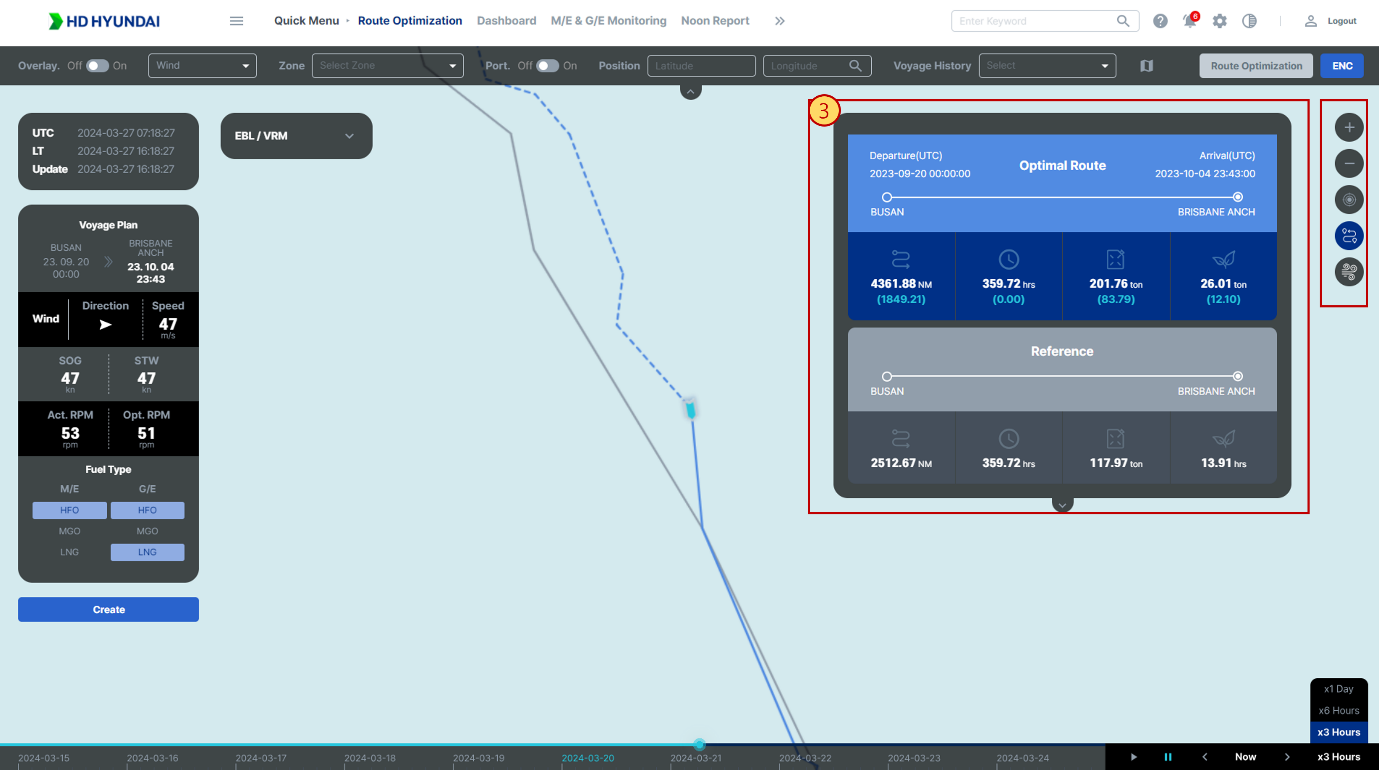 HD HYUNDAI
Quick Menu · Route Optimization Dashboard M/E & G/E Monitoring Noon Report
Enter Keyword
6
Logout
Overlay. Off On Wind Zone Select Zone Port. Off On Position Latitude Longitude Voyage History Select Route Optimization ENC
UTC 2024-03-27 07:18:27
LT 2024-03-27 16:18:27
Update 2024-03-27 16:18:27
EBL / VRM
Voyage Plan
BUSAN
23. 09. 20
00:00
BRISBANE
ANCH
23. 10. 04
23:43
Wind
Direction
Speed
47
m/s
SOG STW
47 47
kn kn
Act. RPM Opt. RPM
53 51
rpm rpm
Fuel Type
M/E G/E
HFO HFO
MGO MGO
LNG LNG
Create
3
Departure(UTC) Optimal Route Arrival(UTC)
2023-09-20 00:00:00 2023-10-04 23:43:00
BUSAN BRISBANE ANCH
4361.88 NM 359.72 hrs 201.76 ton 26.01 ton
(1849.21) (0.00) (83.79) (12.10)
Reference
BUSAN BRISBANE ANCH
2512.67 NM 359.72 hrs 117.97 ton 13.91 hrs
x1 Day
x6 Hours
x3 Hours
2024-03-15 2024-03-16 2024-03-17 2024-03-18 2024-03-19 2024-03-20 2024-03-21 2024-03-22 2024-03-23 2024-03-24 Now x3 Hours